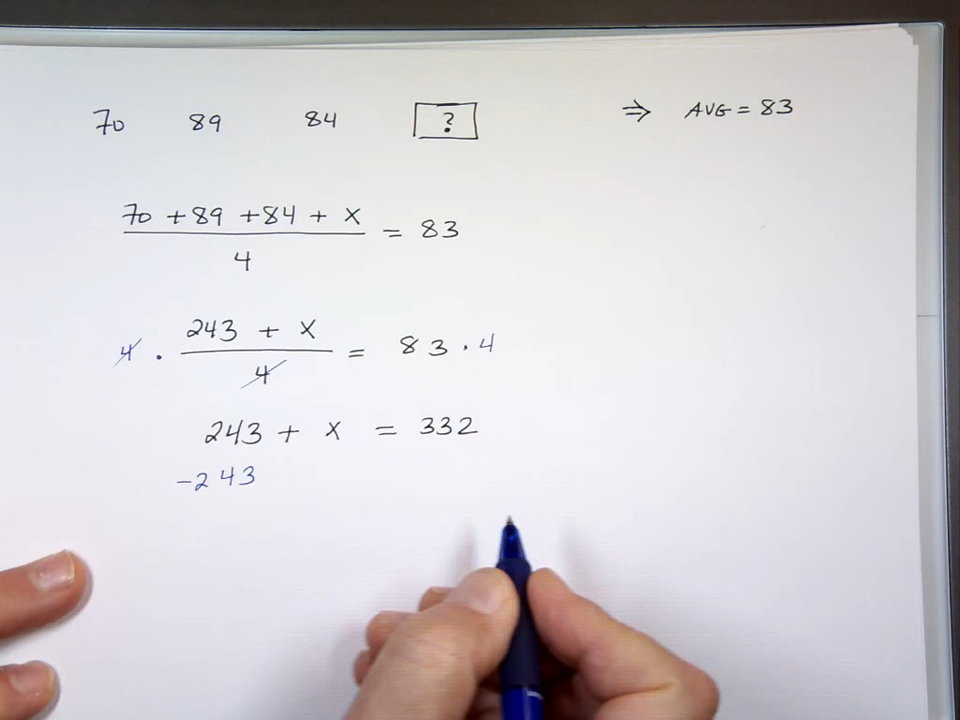 70 89 84 ? ⇒ AVG = 83
70 + 89 + 84 + x
= 83
4
4 · 243 + x = 83 · 4
4
243 + x = 332
-243